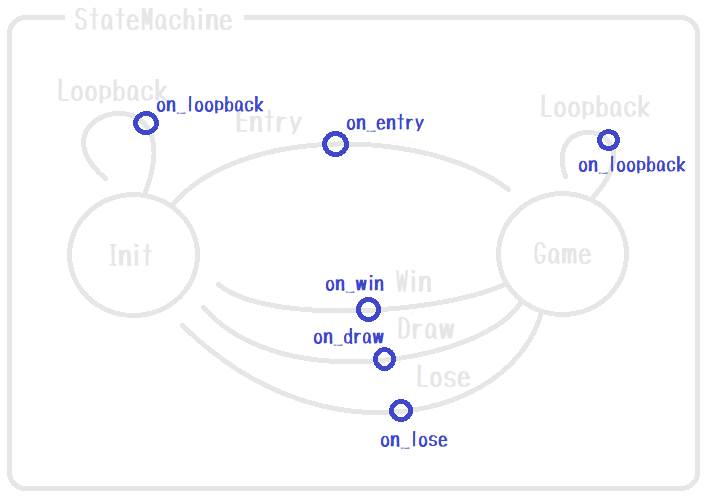 StateMachine
Loopback
on_loopback
Entry
on_entry
Loopback
on_loopback
Init
Game
on_win
Win
on_draw
Draw
Lose
on_lose